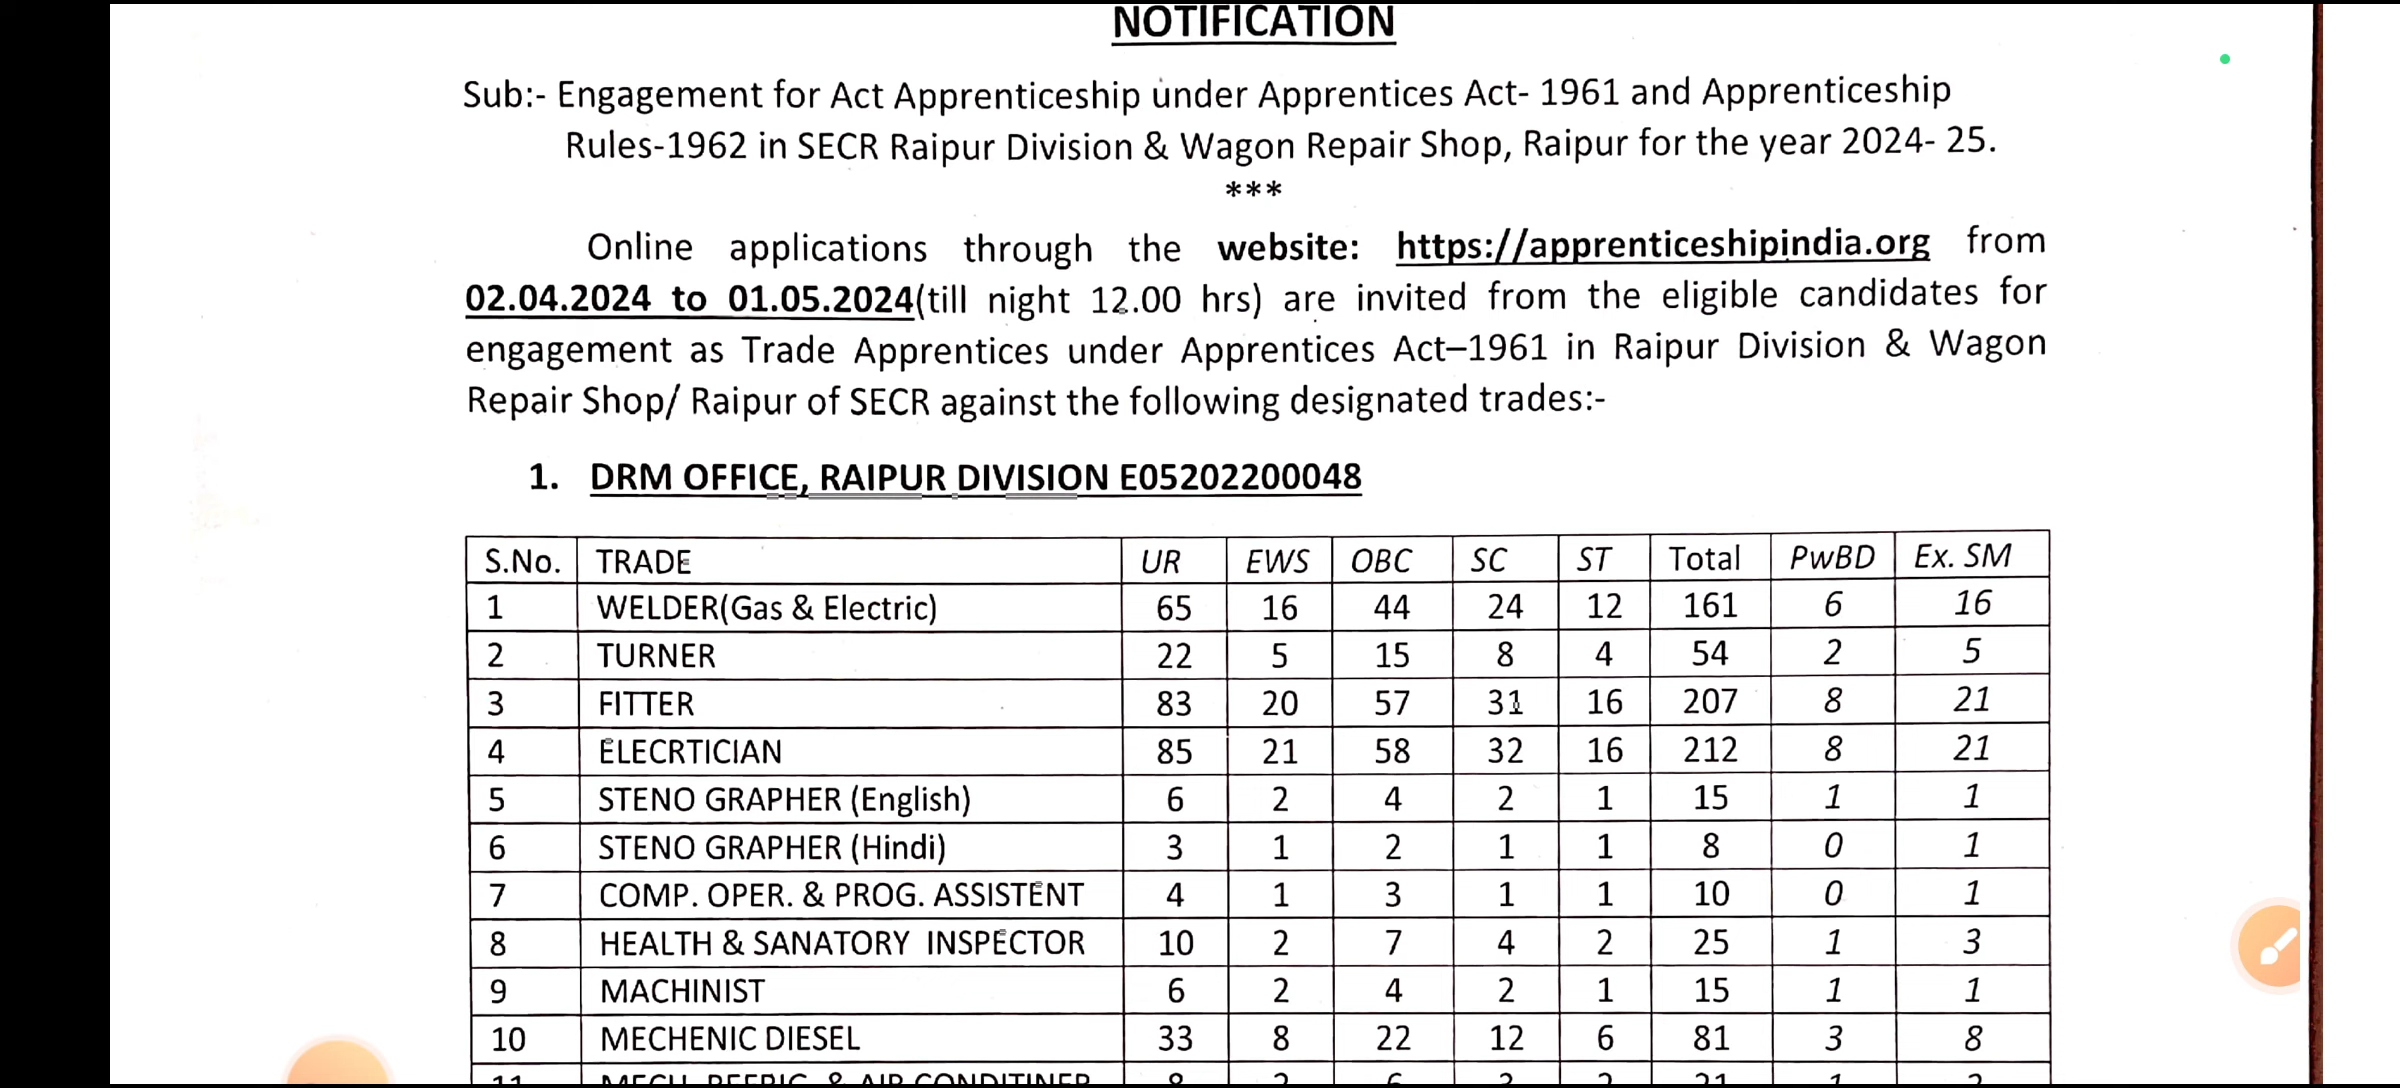 NOTIFICATION
Sub:- Engagement for Act Apprenticeship under Apprentices Act- 1961 and Apprenticeship
Rules-1962 in SECR Raipur Division & Wagon Repair Shop, Raipur for the year 2024- 25.
***
Online applications through the website: https://apprenticeshipindia.org from
02.04.2024 to 01.05.2024(till night 12.00 hrs) are invited from the eligible candidates for
engagement as Trade Apprentices under Apprentices Act–1961 in Raipur Division & Wagon
Repair Shop/ Raipur of SECR against the following designated trades:-
1. DRM OFFICE, RAIPUR DIVISION E05202200048
S.No. TRADE UR EWS OBC SC ST Total PwBD Ex. SM
1 WELDER(Gas & Electric) 65 16 44 24 12 161 6 16
2 TURNER 22 5 15 8 4 54 2 5
3 FITTER 83 20 57 31 16 207 8 21
4 ELECRTICIAN 85 21 58 32 16 212 8 21
5 STENO GRAPHER (English) 6 2 4 2 1 15 1 1
6 STENO GRAPHER (Hindi) 3 1 2 1 1 8 0 1
7 COMP. OPER. & PROG. ASSISTENT 4 1 3 1 1 10 0 1
8 HEALTH & SANATORY INSPECTOR 10 2 7 4 2 25 1 3
9 MACHINIST 6 2 4 2 1 15 1 1
10 MECHENIC DIESEL 33 8 22 12 6 81 3 8
11 MECH. REFRIG. & AIR CONDITINER